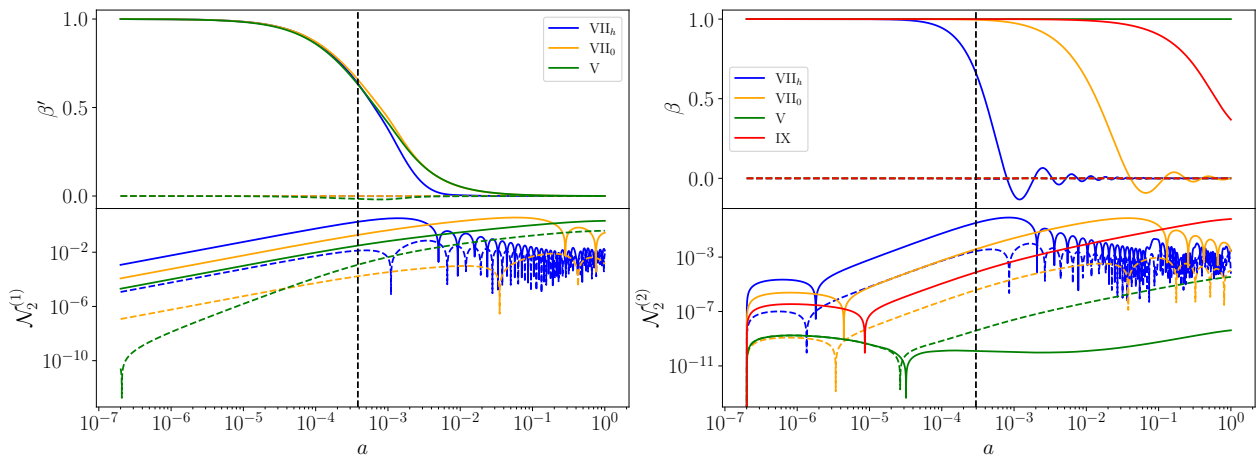 1.0
0.5
0.0
β′
VII_h
VII_0
V
10^{-2}
10^{-6}
10^{-10}
𝒩_2^{(1)}
10^{-7} 10^{-6} 10^{-5} 10^{-4} 10^{-3} 10^{-2} 10^{-1} 10^{0}
a
1.0
0.5
0.0
β
VII_h
VII_0
V
IX
10^{-3}
10^{-7}
10^{-11}
𝒩_2^{(2)}
10^{-7} 10^{-6} 10^{-5} 10^{-4} 10^{-3} 10^{-2} 10^{-1} 10^{0}
a